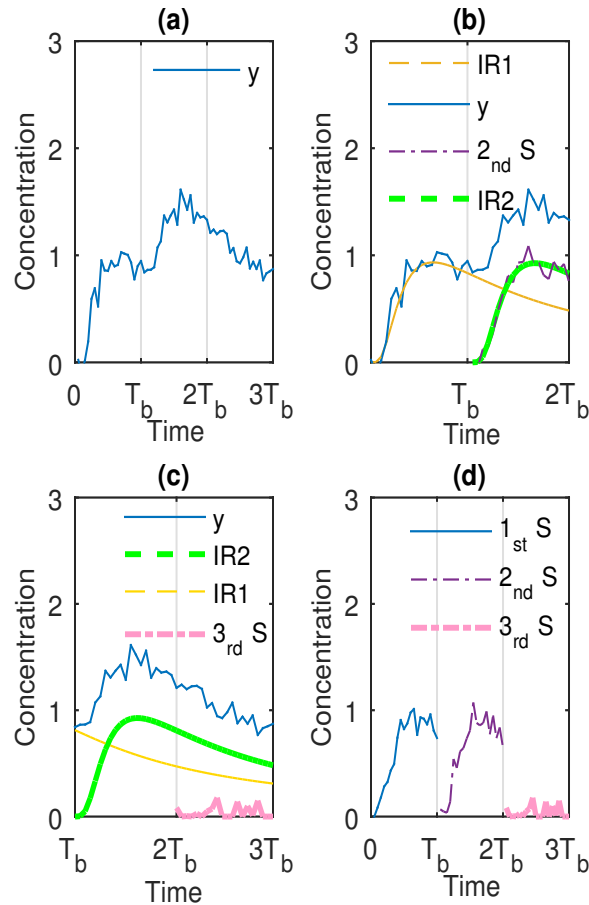 (a)
3
2
1
0
Concentration
y
0
T_b
2T_b
3T_b
Time
(b)
3
2
1
0
Concentration
IR1
y
2_nd S
IR2
T_b
2T_b
Time
(c)
3
2
1
0
Concentration
y
IR2
IR1
3_rd S
T_b
2T_b
3T_b
Time
(d)
3
2
1
0
Concentration
1_st S
2_nd S
3_rd S
0
T_b
2T_b
3T_b
Time